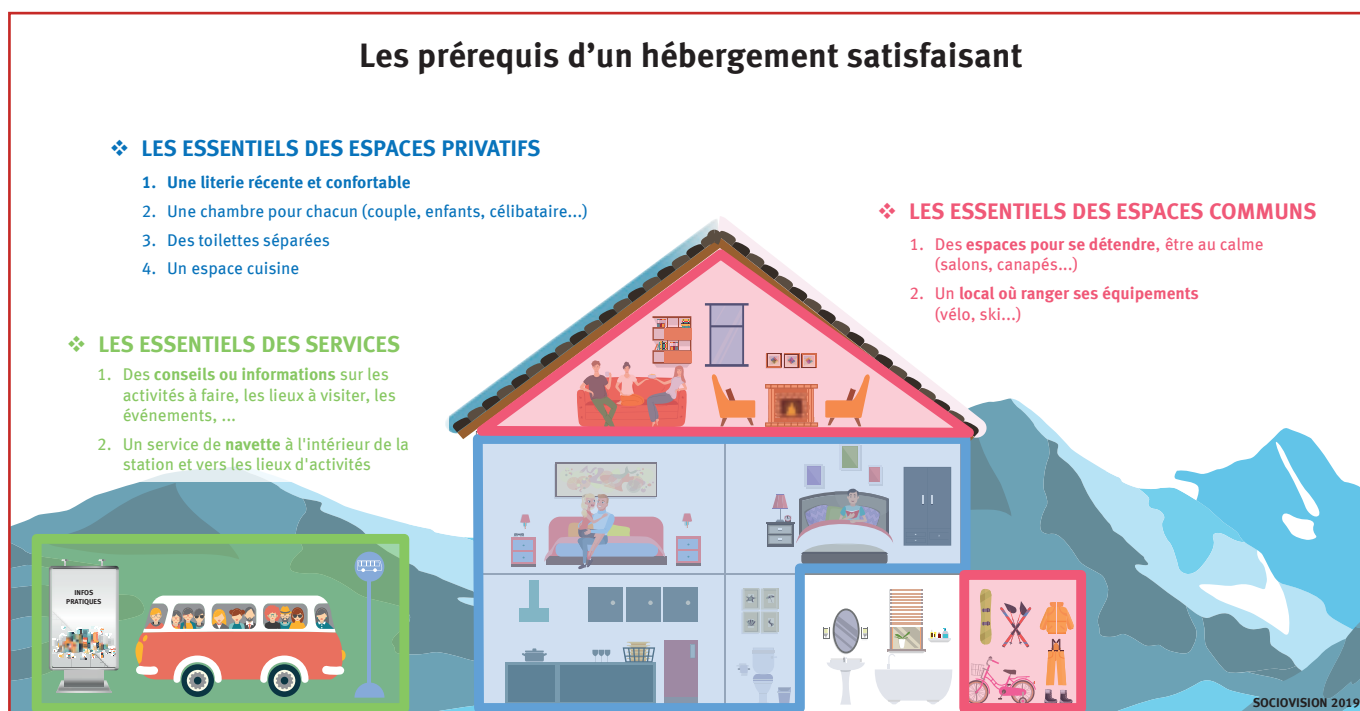 Les prérequis d’un hébergement satisfaisant
❖ LES ESSENTIELS DES ESPACES PRIVATIFS
1. Une literie récente et confortable
2. Une chambre pour chacun (couple, enfants, célibataire...)
3. Des toilettes séparées
4. Un espace cuisine
❖ LES ESSENTIELS DES ESPACES COMMUNS
1. Des espaces pour se détendre, être au calme
(salons, canapés...)
2. Un local où ranger ses équipements
(vélo, ski...)
❖ LES ESSENTIELS DES SERVICES
1. Des conseils ou informations sur les
activités à faire, les lieux à visiter, les
événements, ...
2. Un service de navette à l'intérieur de la
station et vers les lieux d'activités
INFOS
PRATIQUES
SOCIOVISION 2019